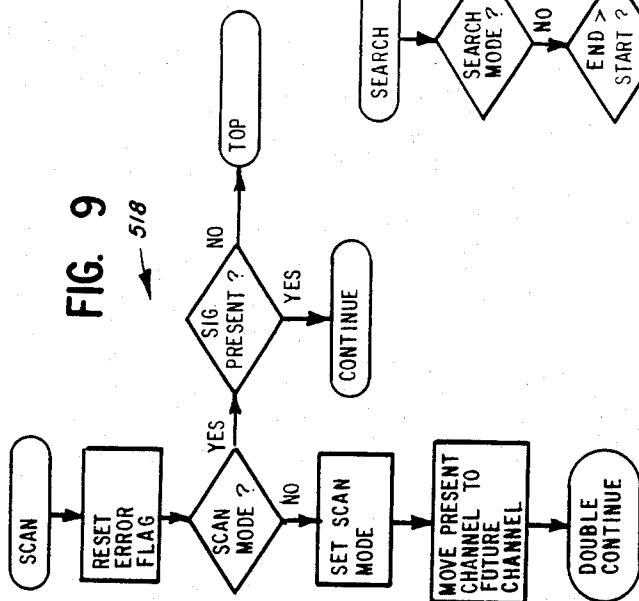 FIG. 9
518
SCAN
RESET
ERROR
FLAG
SCAN
MODE ?
YES
NO
SIG.
PRESENT ?
NO
YES
TOP
CONTINUE
SET SCAN
MODE
MOVE PRESENT
CHANNEL TO
FUTURE
CHANNEL
DOUBLE
CONTINUE
SEARCH
SEARCH
MODE ?
NO
END >
START ?